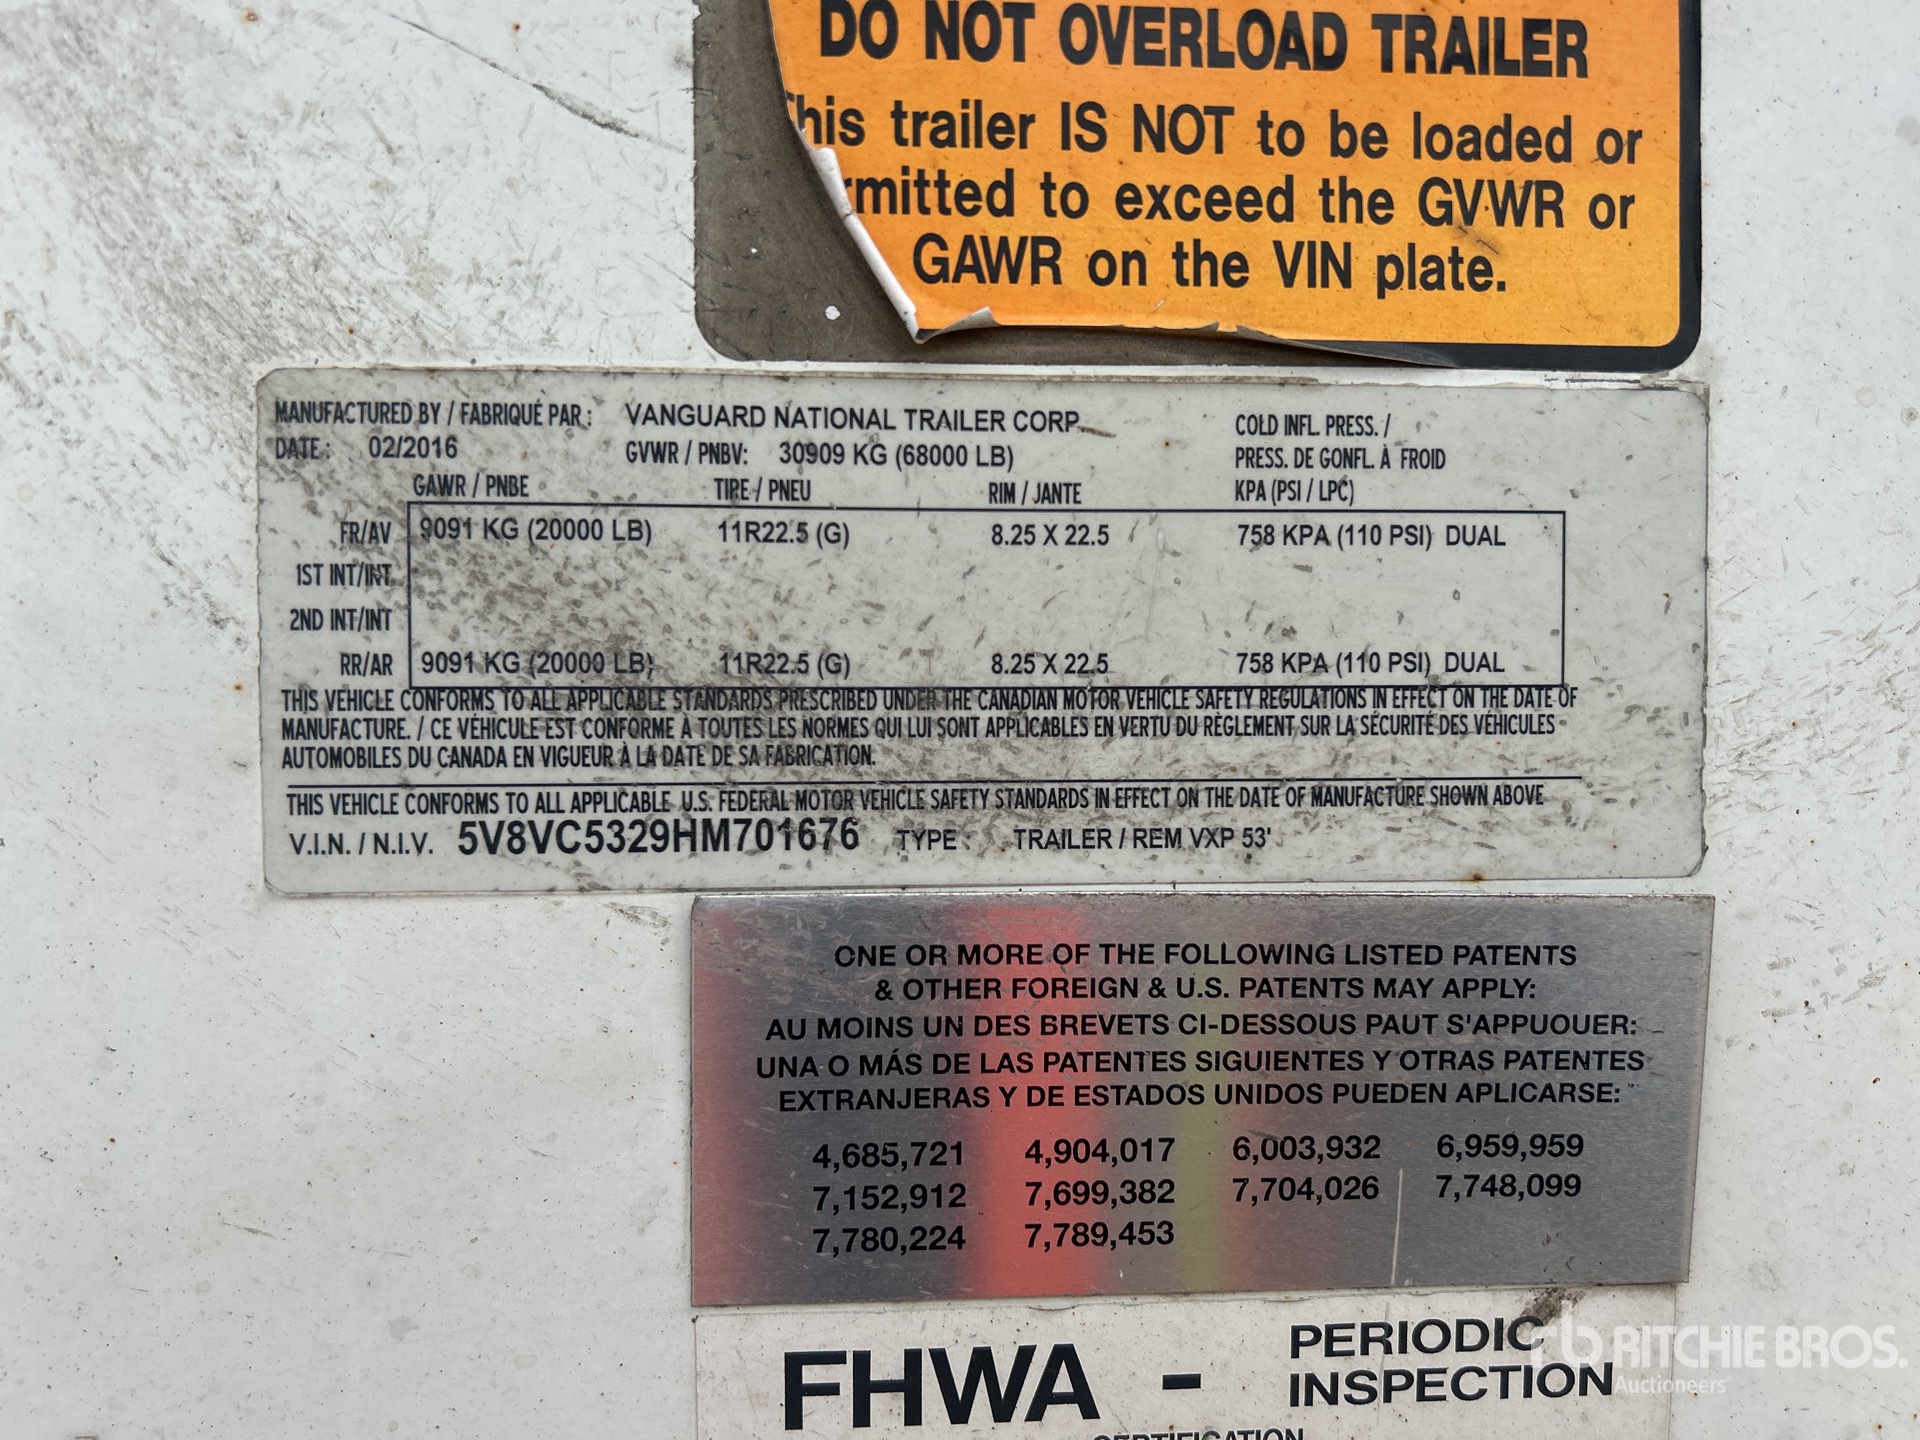 DO NOT OVERLOAD TRAILER
This trailer IS NOT to be loaded or
rmitted to exceed the GVWR or
GAWR on the VIN plate.
MANUFACTURED BY / FABRIQUÉ PAR : VANGUARD NATIONAL TRAILER CORP.
DATE : 02/2016 GVWR / PNBV: 30909 KG (68000 LB)
COLD INFL. PRESS. /
PRESS. DE GONFL. À FROID
GAWR / PNBE TIRE / PNEU RIM / JANTE KPA (PSI / LPC)
FR/AV 9091 KG (20000 LB) 11R22.5 (G) 8.25 X 22.5 758 KPA (110 PSI) DUAL
1ST INT/INT
2ND INT/INT
RR/AR 9091 KG (20000 LB) 11R22.5 (G) 8.25 X 22.5 758 KPA (110 PSI) DUAL
THIS VEHICLE CONFORMS TO ALL APPLICABLE STANDARDS PRESCRIBED UNDER THE CANADIAN MOTOR VEHICLE SAFETY REGULATIONS IN EFFECT ON THE DATE OF
MANUFACTURE. / CE VÉHICULE EST CONFORME À TOUTES LES NORMES QUI LUI SONT APPLICABLES EN VERTU DU RÈGLEMENT SUR LA SÉCURITÉ DES VÉHICULES
AUTOMOBILES DU CANADA EN VIGUEUR À LA DATE DE SA FABRICATION.
THIS VEHICLE CONFORMS TO ALL APPLICABLE U.S. FEDERAL MOTOR VEHICLE SAFETY STANDARDS IN EFFECT ON THE DATE OF MANUFACTURE SHOWN ABOVE
V.I.N. / N.I.V. 5V8VC5329HM701676 TYPE : TRAILER / REM VXP 53'
ONE OR MORE OF THE FOLLOWING LISTED PATENTS
& OTHER FOREIGN & U.S. PATENTS MAY APPLY:
AU MOINS UN DES BREVETS CI-DESSOUS PAUT S'APPUOUER:
UNA O MÁS DE LAS PATENTES SIGUIENTES Y OTRAS PATENTES
EXTRANJERAS Y DE ESTADOS UNIDOS PUEDEN APLICARSE:
4,685,721 4,904,017 6,003,932 6,959,959
7,152,912 7,699,382 7,704,026 7,748,099
7,780,224 7,789,453
FHWA - PERIODIC
INSPECTION
CERTIFICATION
rb RITCHIE BROS.
Auctioneers